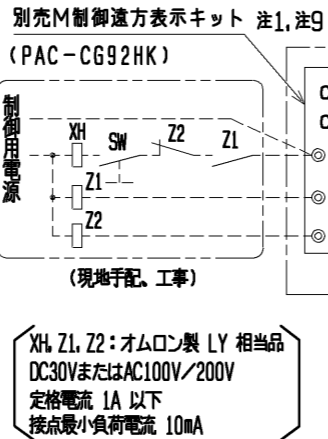 別売M制御遠方表示キット 注1,注9
(PAC-CG92HK)
制御用電源
XH SW Z2 Z1
Z1
Z2
C
C
(現地手配、工事)
XH, Z1, Z2:オムロン製 LY 相当品
DC30VまたはAC100V/200V
定格電流 1A 以下
接点最小負荷電流 10mA